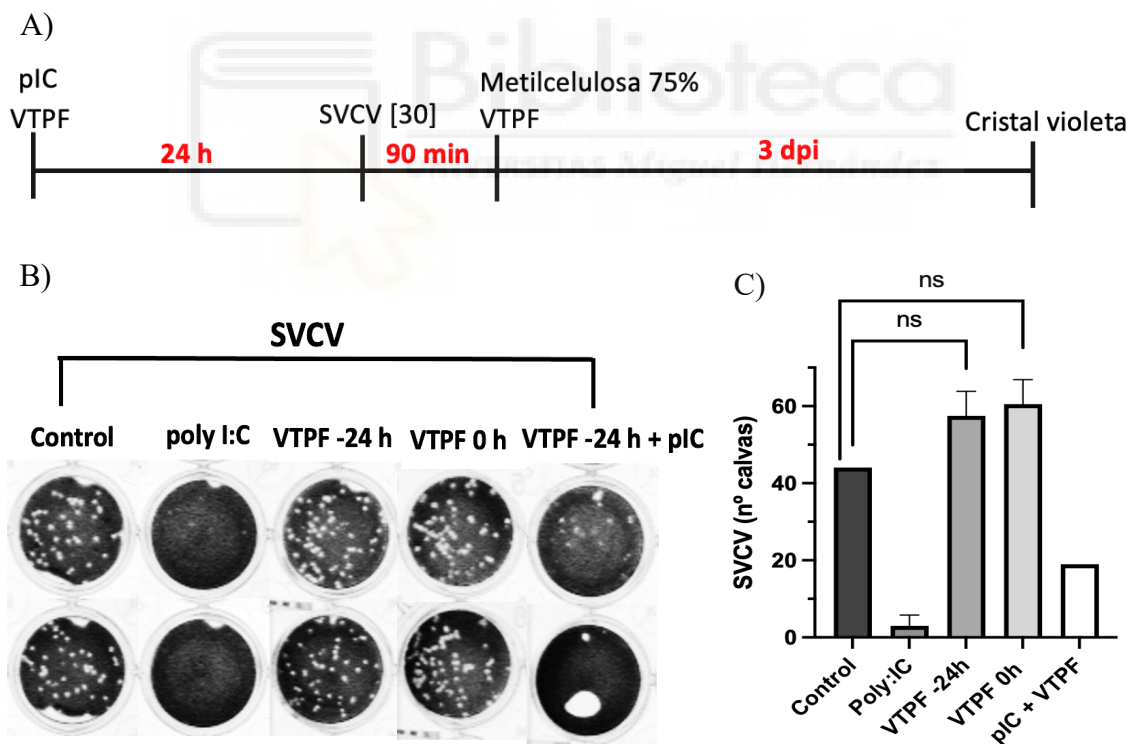 A)
Biblioteca
pIC
VTPF
SVCV [30]
Metilcelulosa 75%
VTPF
Cristal violeta
24 h
90 min
3 dpi
B)
SVCV
Control
poly I:C
VTPF -24 h
VTPF 0 h
VTPF -24 h + pIC
C)
ns
ns
SVCV (nº calvas)
60
40
20
0
Control
Poly:IC
VTPF -24h
VTPF 0h
pIC + VTPF